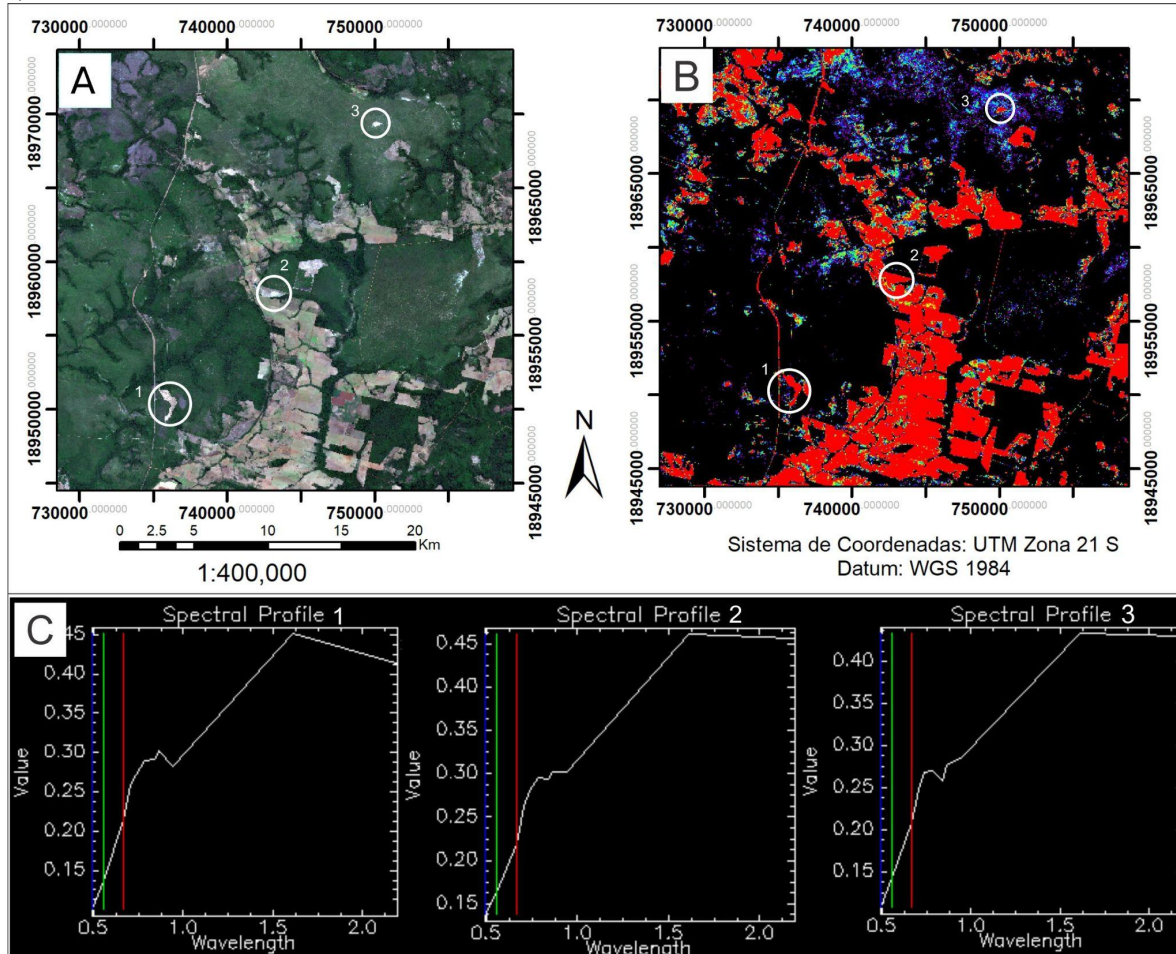 A
730000.000000
740000.000000
750000.000000
18970000.000000
18965000.000000
18960000.000000
18955000.000000
18950000.000000
18945000.000000
3
2
1
730000.000000
740000.000000
750000.000000
0 2.5 5 10 15 20
Km
1:400,000
N
B
730000.000000
740000.000000
750000.000000
18970000.000000
18965000.000000
18960000.000000
18955000.000000
18950000.000000
18945000.000000
3
2
1
730000.000000
740000.000000
750000.000000
Sistema de Coordenadas: UTM Zona 21 S
Datum: WGS 1984
C
Spectral Profile 1
0.45
0.40
0.35
0.30
0.25
0.20
0.15
Value
0.5 1.0 1.5 2.0
Wavelength
Spectral Profile 2
0.45
0.40
0.35
0.30
0.25
0.20
0.15
Value
0.5 1.0 1.5 2.0
Wavelength
Spectral Profile 3
0.40
0.35
0.30
0.25
0.20
0.15
Value
0.5 1.0 1.5 2.0
Wavelength